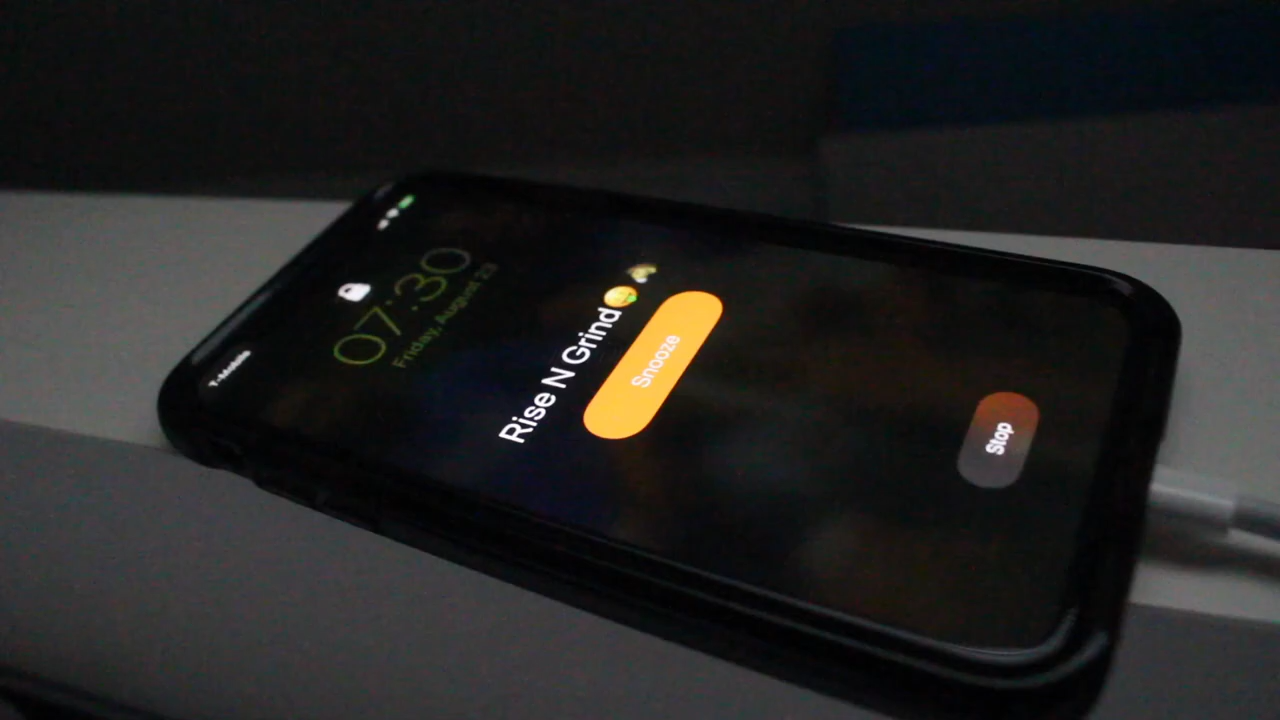 T-Mobile
07:30
Friday, August 23
Rise N Grind🤑💸
Snooze
Stop